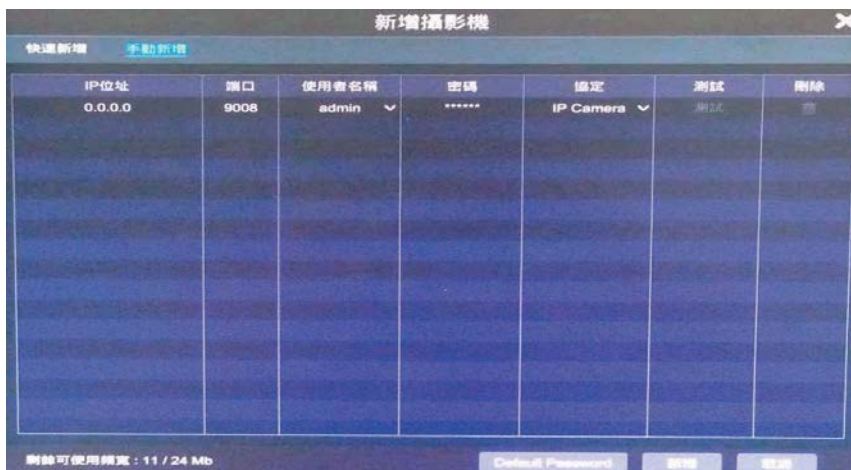 新增攝影機
快速新增 手動新增
IP位址 端口 使用者名稱 密碼 協定 測試 刪除
0.0.0.0 9008 admin ****** IP Camera 測試
剩餘可使用頻寬 : 11 / 24 Mb Default Password 新增 取消